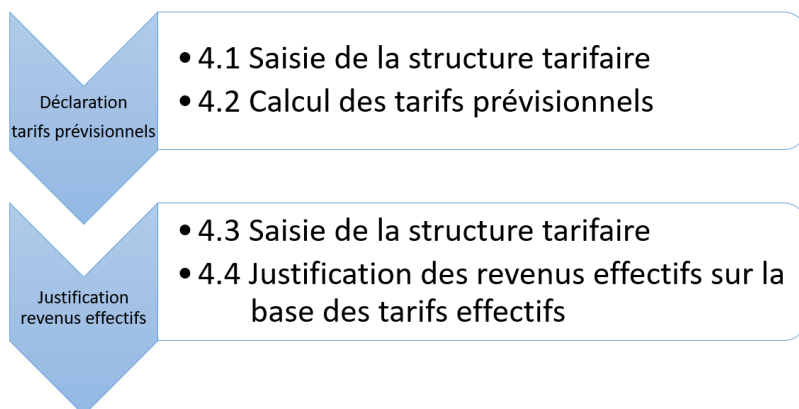 Déclaration
tarifs prévisionnels
• 4.1 Saisie de la structure tarifaire
• 4.2 Calcul des tarifs prévisionnels
Justification
revenus effectifs
• 4.3 Saisie de la structure tarifaire
• 4.4 Justification des revenus effectifs sur la
base des tarifs effectifs